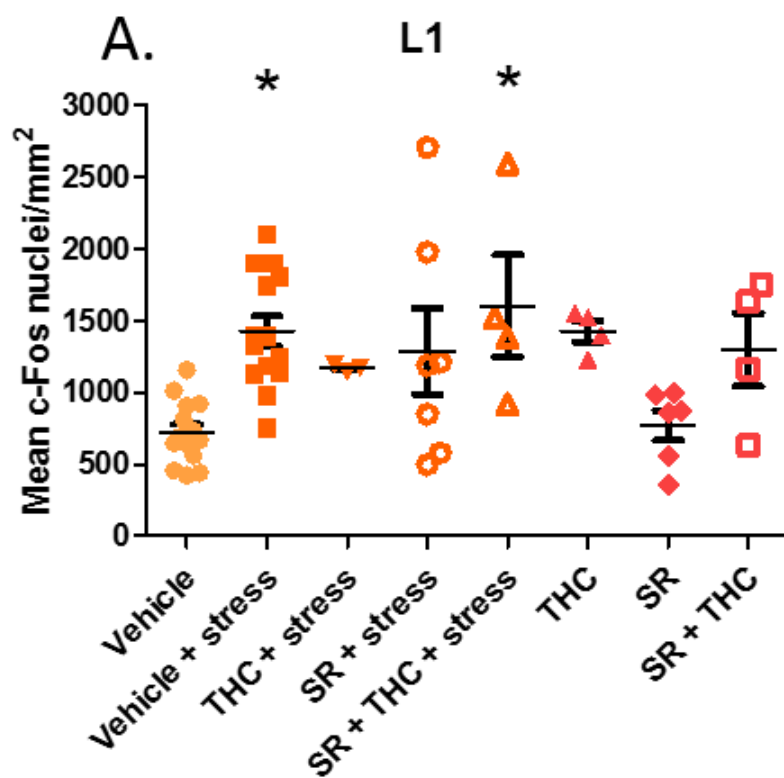 A.
L1
* *
Mean c-Fos nuclei/mm²
3000
2500
2000
1500
1000
500
0
Vehicle
Vehicle + stress
THC + stress
SR + stress
SR + THC + stress
THC
SR
SR + THC